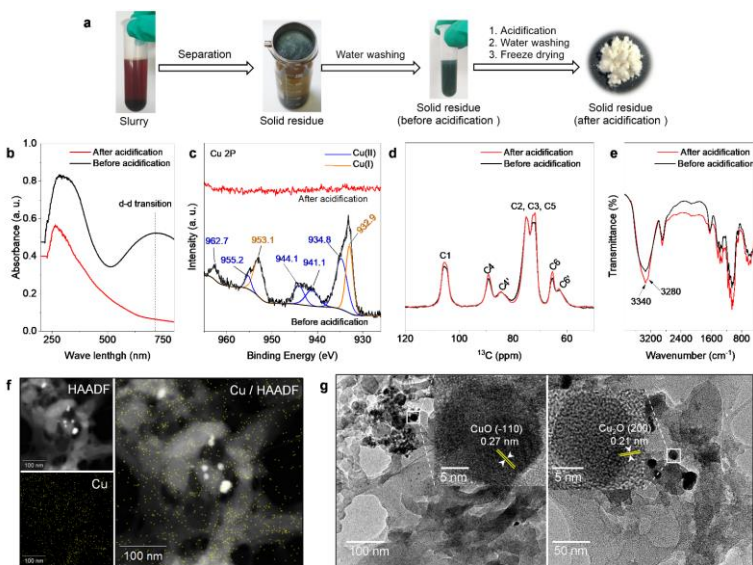 a
Separation
Water washing
1. Acidification
2. Water washing
3. Freeze drying
Slurry
Solid residue
Solid residue
(before acidification )
Solid residue
(after acidification )
b
After acidification
Before acidification
d-d transition
1.0
0.8
0.6
0.4
0.2
0.0
Absorbance (a. u.)
250
500
750
Wave lenthgh (nm)
c
Cu 2P
Cu(II)
Cu(I)
After acidification
962.7
955.2
953.1
944.1
941.1
934.8
932.9
Before acidification
Intensity (a. u.)
960
950
940
930
Binding Energy (eV)
d
After acidification
Before acidification
C2, C3, C5
C1
C4
C4'
C6
C6'
120
100
80
60
¹³C (ppm)
e
After acidification
Before acidification
Transmittance (%)
3340
3280
3200
2400
1600
800
Wavenumber (cm⁻¹)
f
HAADF
100 nm
Cu
100 nm
Cu / HAADF
100 nm
g
CuO (-110)
0.27 nm
5 nm
100 nm
Cu₂O (200)
0.21 nm
5 nm
50 nm